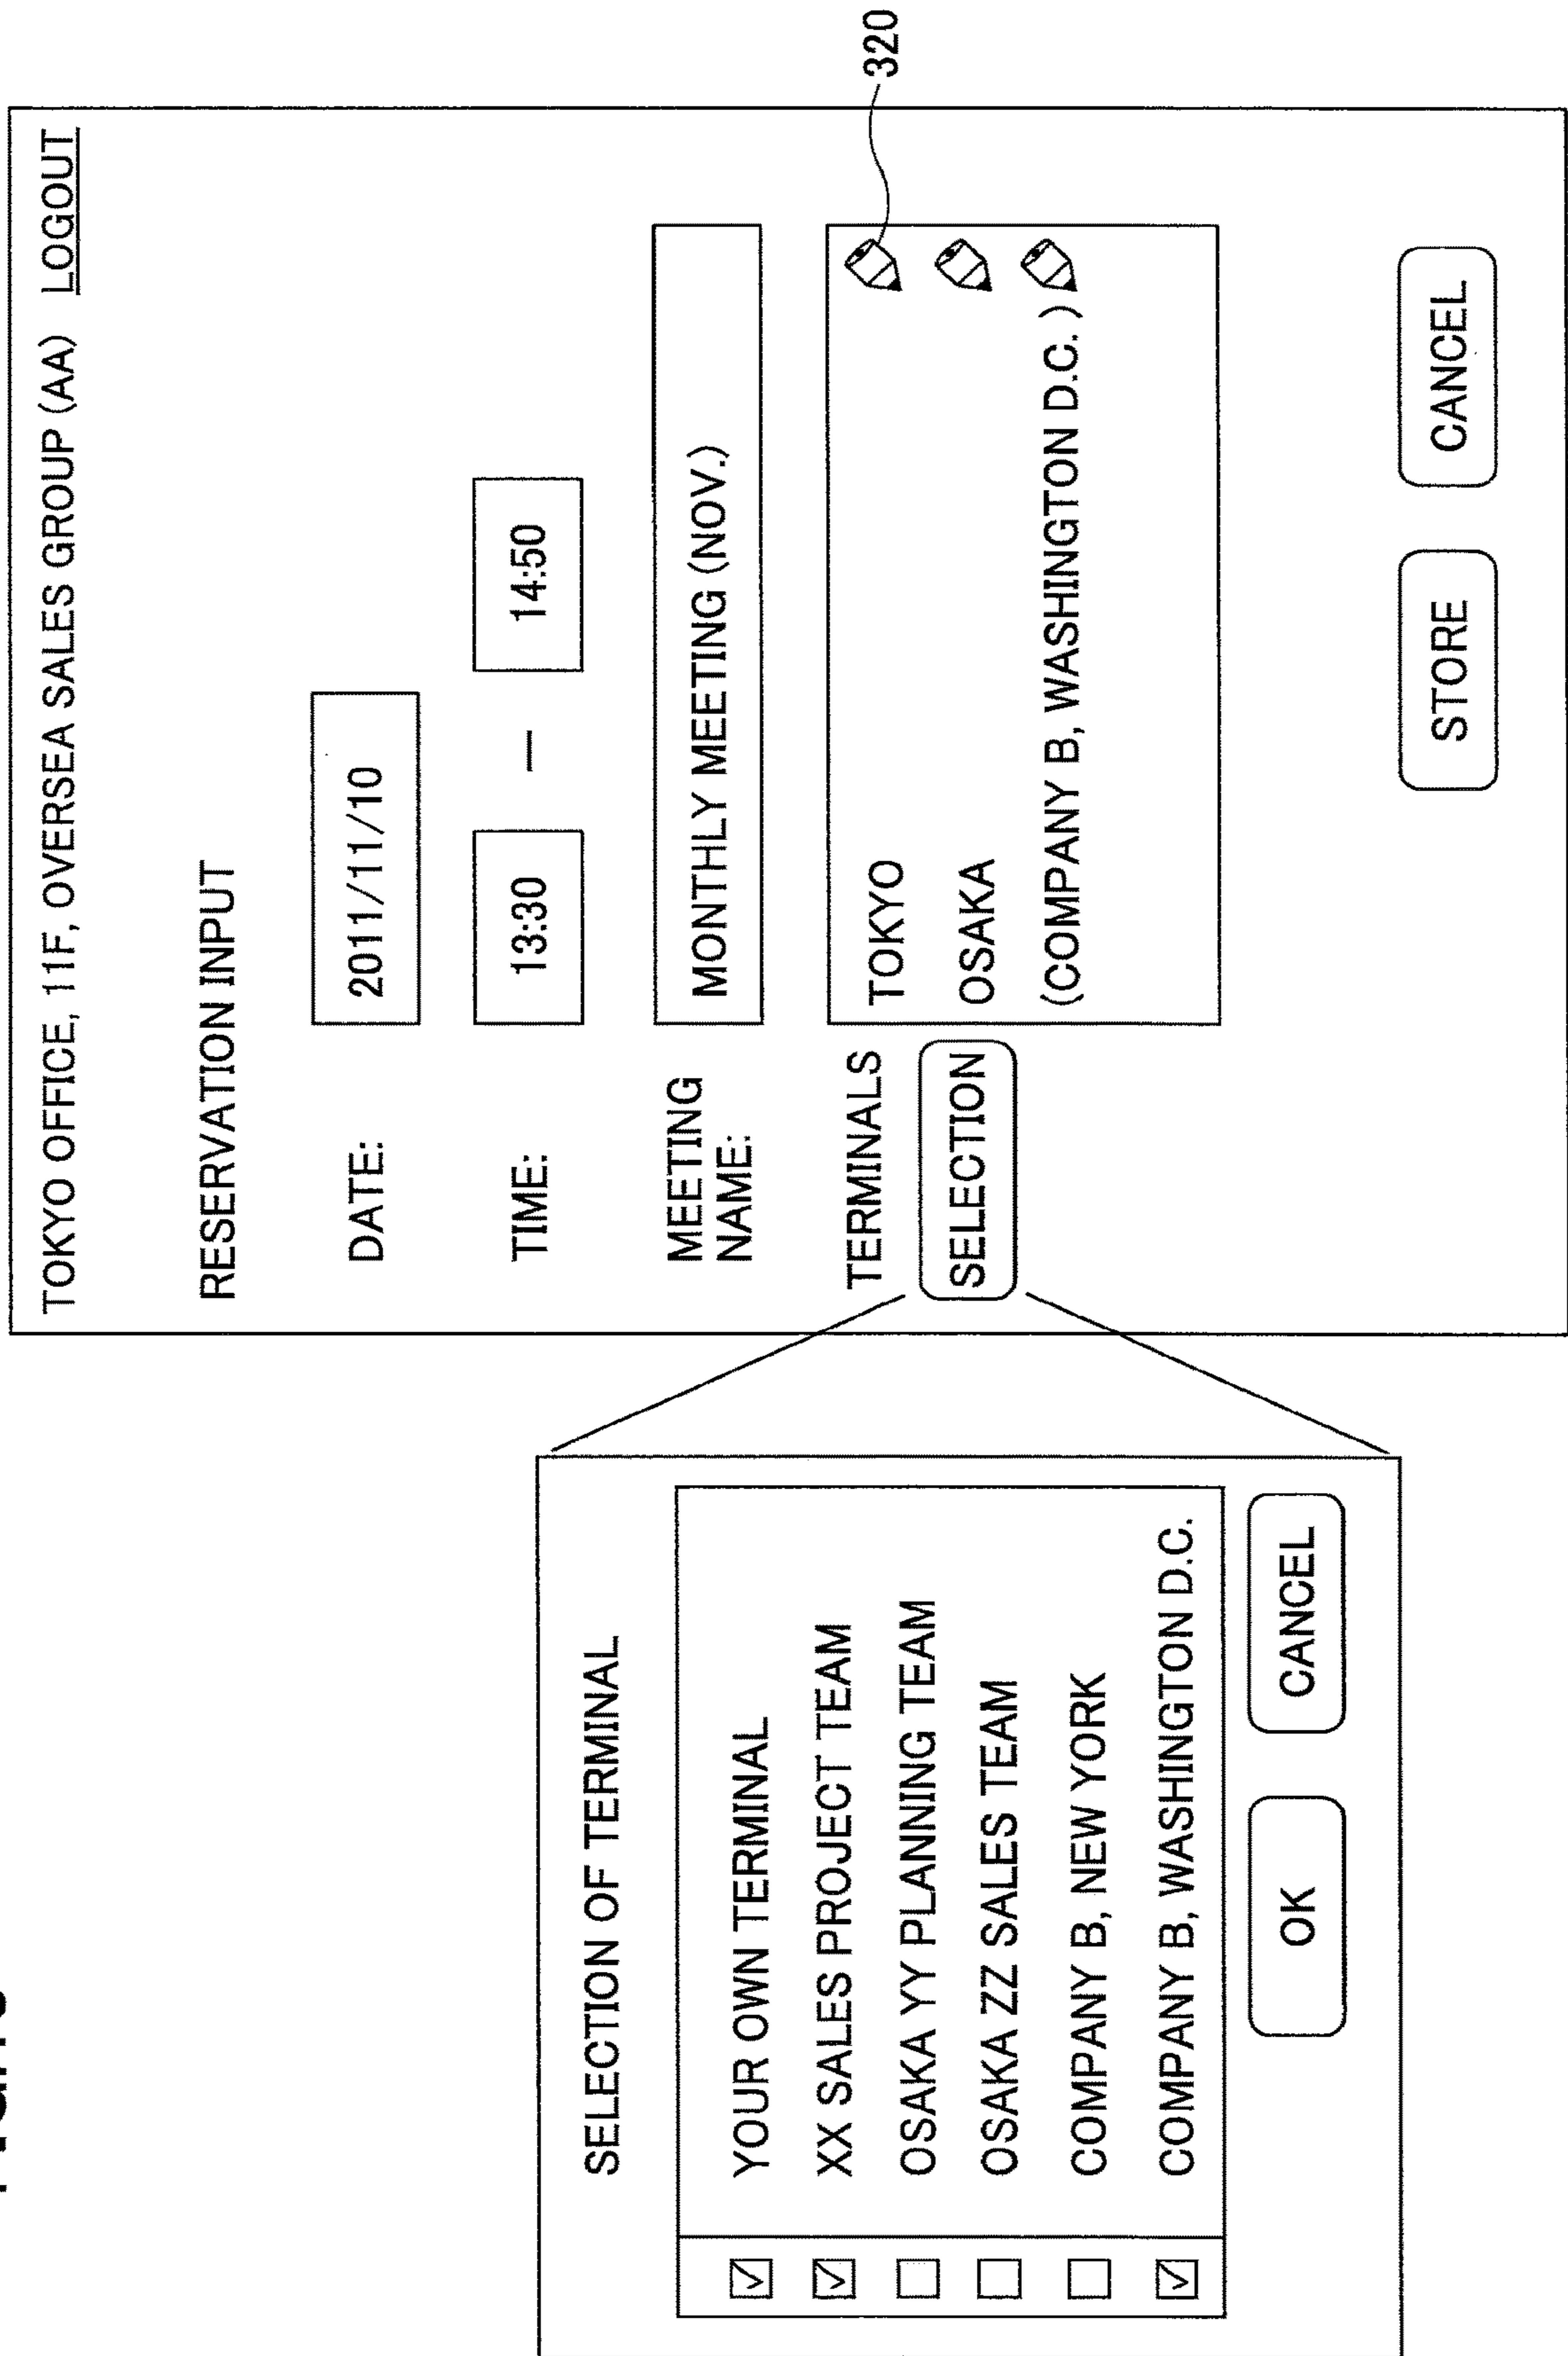 TOKYO OFFICE, 11F, OVERSEA SALES GROUP (AA) LOGOUT
RESERVATION INPUT
DATE: 2011/11/10
TIME: 13:30 — 14:50
MEETING
NAME:
MONTHLY MEETING (NOV.)
TERMINALS
SELECTION
TOKYO
OSAKA
(COMPANY B, WASHINGTON D.C. )
320
STORE CANCEL
SELECTION OF TERMINAL
YOUR OWN TERMINAL
XX SALES PROJECT TEAM
OSAKA YY PLANNING TEAM
OSAKA ZZ SALES TEAM
COMPANY B, NEW YORK
COMPANY B, WASHINGTON D.C.
OK CANCEL